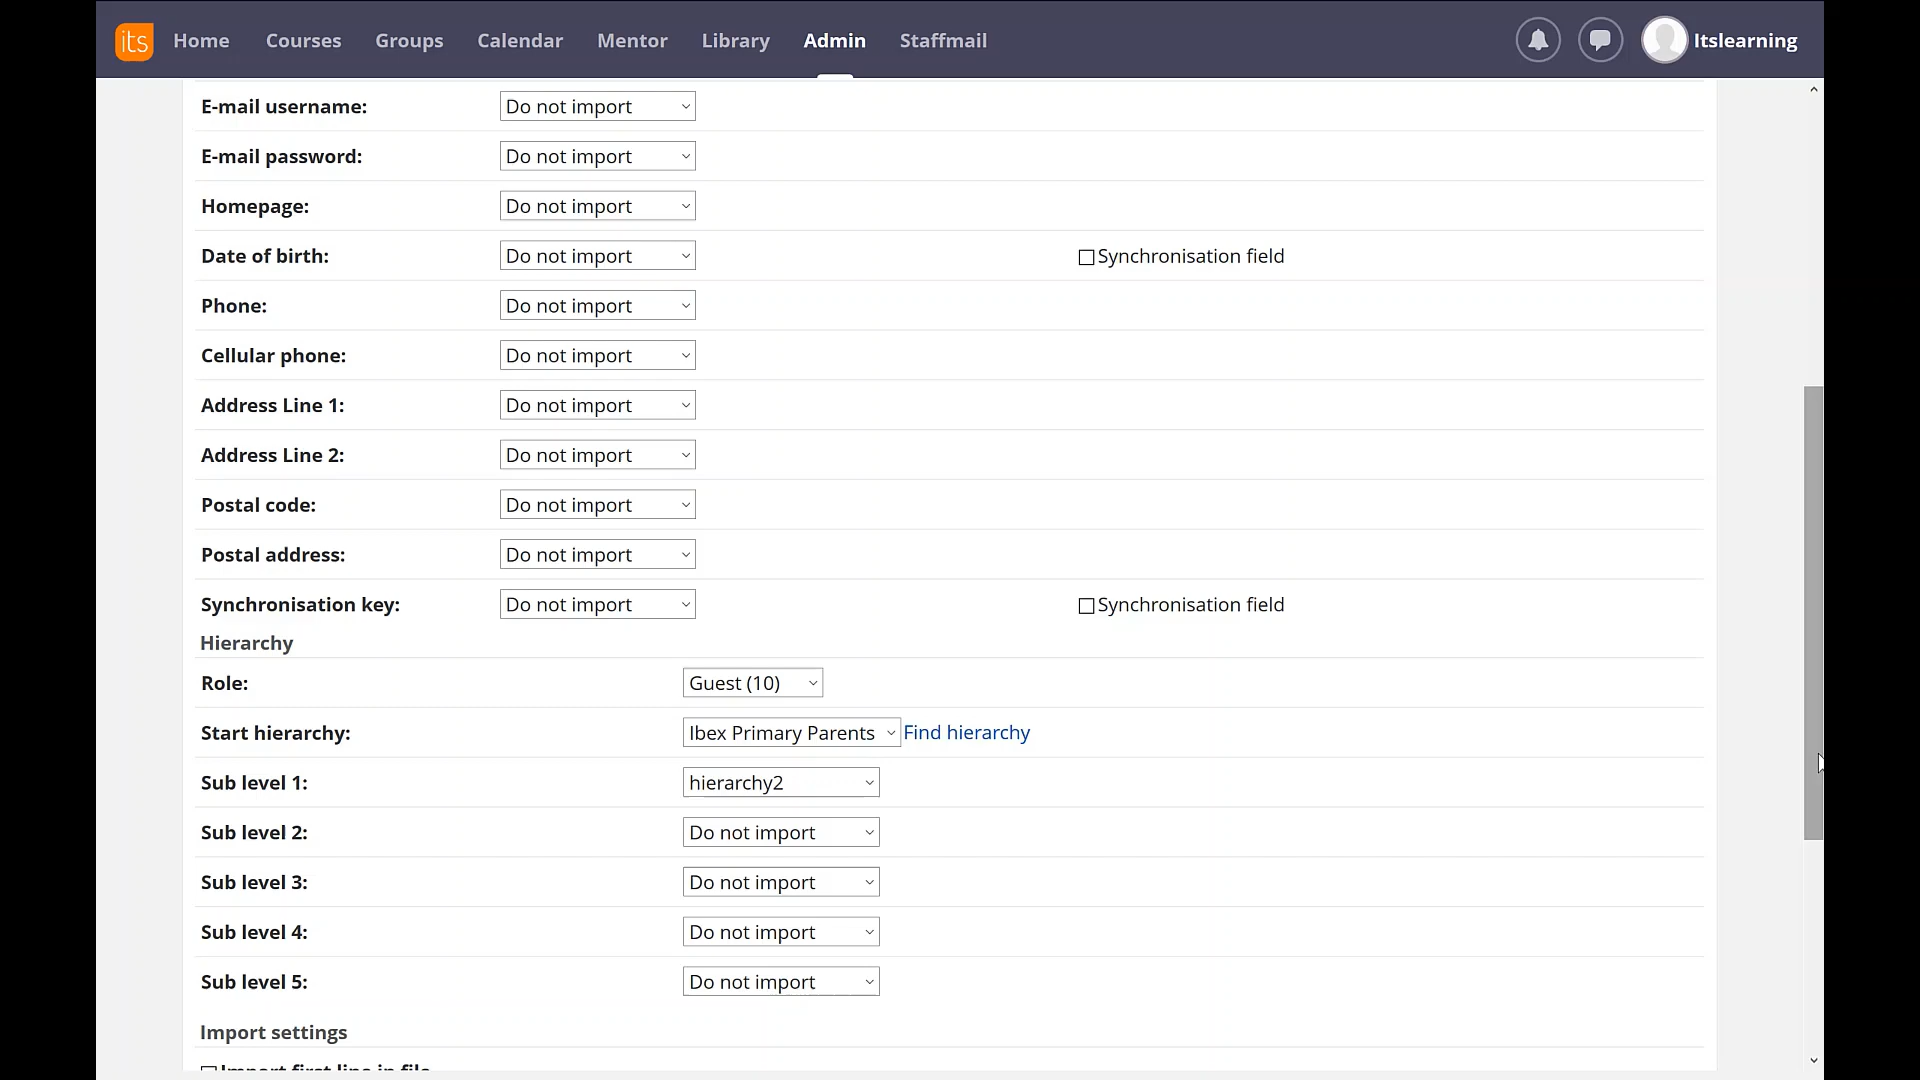 its Home Courses Groups Calendar Mentor Library Admin Staffmail Itslearning
E-mail username: Do not import
E-mail password: Do not import
Homepage: Do not import
Date of birth: Do not import Synchronisation field
Phone: Do not import
Cellular phone: Do not import
Address Line 1: Do not import
Address Line 2: Do not import
Postal code: Do not import
Postal address: Do not import
Synchronisation key: Do not import Synchronisation field
Hierarchy
Role: Guest (10)
Start hierarchy: Ibex Primary Parents Find hierarchy
Sub level 1: hierarchy2
Sub level 2: Do not import
Sub level 3: Do not import
Sub level 4: Do not import
Sub level 5: Do not import
Import settings
Import first line in file